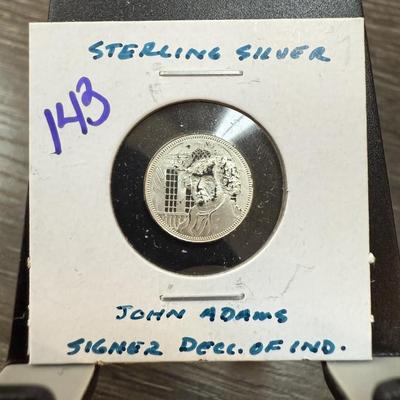 STERLING SILVER
143
JOHN ADAMS
SIGNER DECL. OF IND.